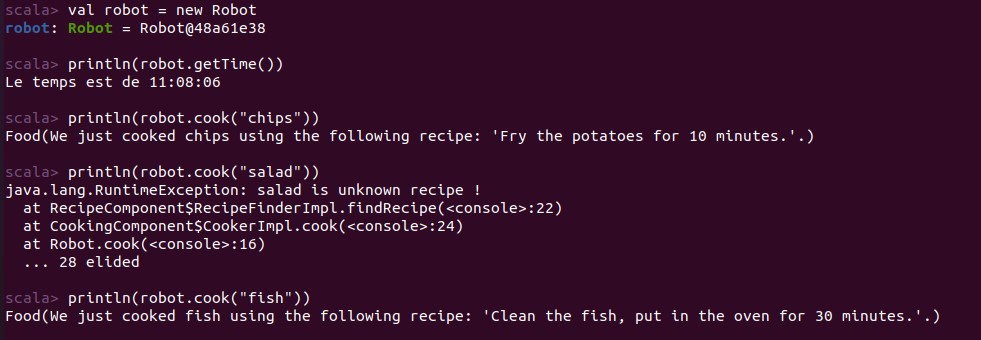 scala> val robot = new Robot
robot: Robot = Robot@48a61e38
scala> println(robot.getTime())
Le temps est de 11:08:06
scala> println(robot.cook("chips"))
Food(We just cooked chips using the following recipe: 'Fry the potatoes for 10 minutes.'.)
scala> println(robot.cook("salad"))
java.lang.RuntimeException: salad is unknown recipe !
  at RecipeComponent$RecipeFinderImpl.findRecipe(<console>:22)
  at CookingComponent$CookerImpl.cook(<console>:24)
  at Robot.cook(<console>:16)
  ... 28 elided
scala> println(robot.cook("fish"))
Food(We just cooked fish using the following recipe: 'Clean the fish, put in the oven for 30 minutes.'.)